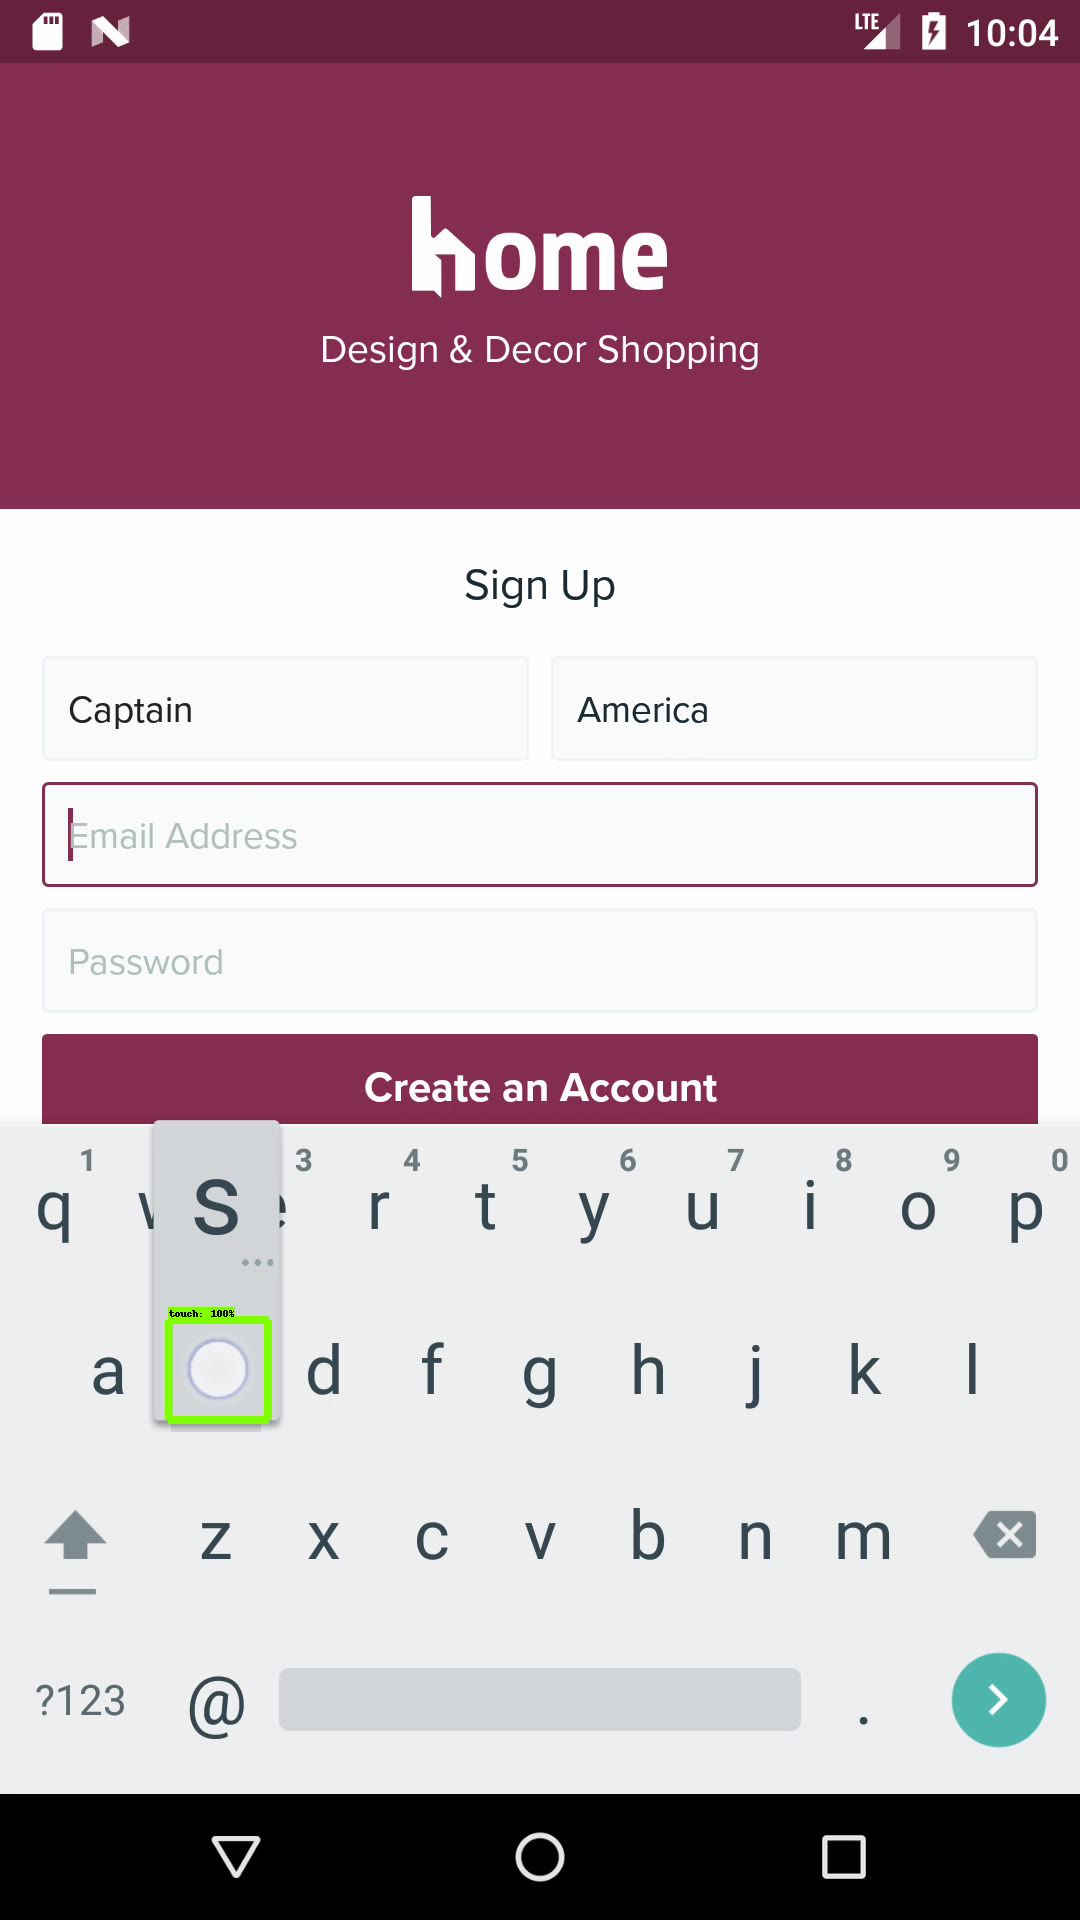 LTE 10:04
home
Design & Decor Shopping
Sign Up
Captain America
Email Address
Password
Create an Account
1 3 4 5 6 7 8 9 0
q w s e r t y u i o p
...
touch: 100%
a d f g h j k l
z x c v b n m
?123 @ .